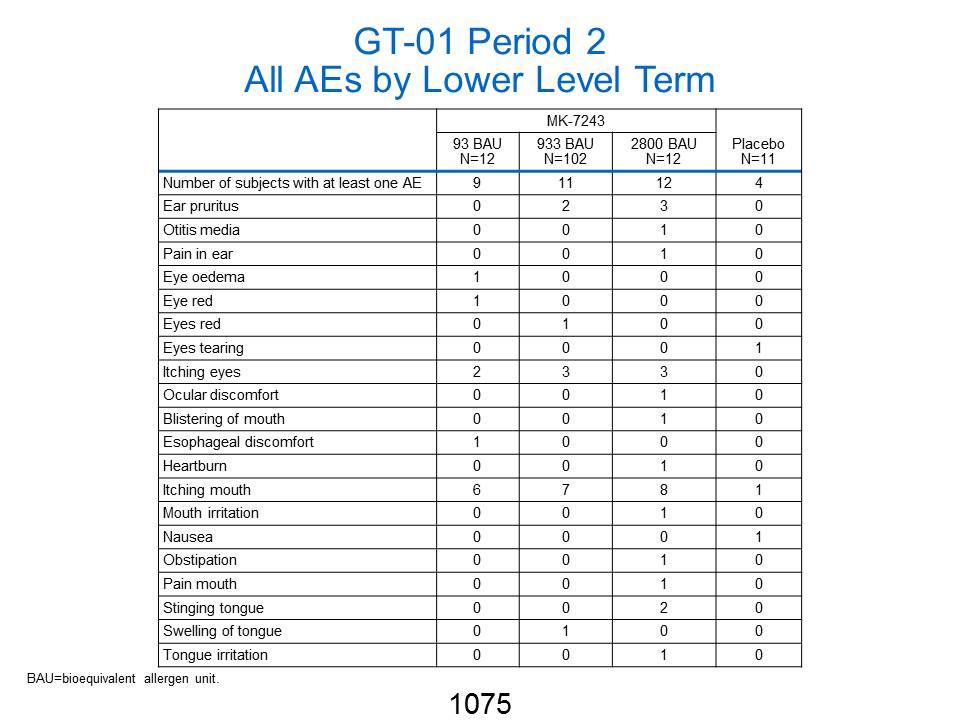 GT-01 Period 2
All AEs by Lower Level Term
MK-7243
93 BAU 933 BAU 2800 BAU Placebo
N=12 N=102 N=12 N=11
Number of subjects with at least one AE 9 11 12 4
Ear pruritus 0 2 3 0
Otitis media 0 0 1 0
Pain in ear 0 0 1 0
Eye oedema 1 0 0 0
Eye red 1 0 0 0
Eyes red 0 1 0 0
Eyes tearing 0 0 0 1
Itching eyes 2 3 3 0
Ocular discomfort 0 0 1 0
Blistering of mouth 0 0 1 0
Esophageal discomfort 1 0 0 0
Heartburn 0 0 1 0
Itching mouth 6 7 8 1
Mouth irritation 0 0 1 0
Nausea 0 0 0 1
Obstipation 0 0 1 0
Pain mouth 0 0 1 0
Stinging tongue 0 0 2 0
Swelling of tongue 0 1 0 0
Tongue irritation 0 0 1 0
BAU=bioequivalent allergen unit.
1075